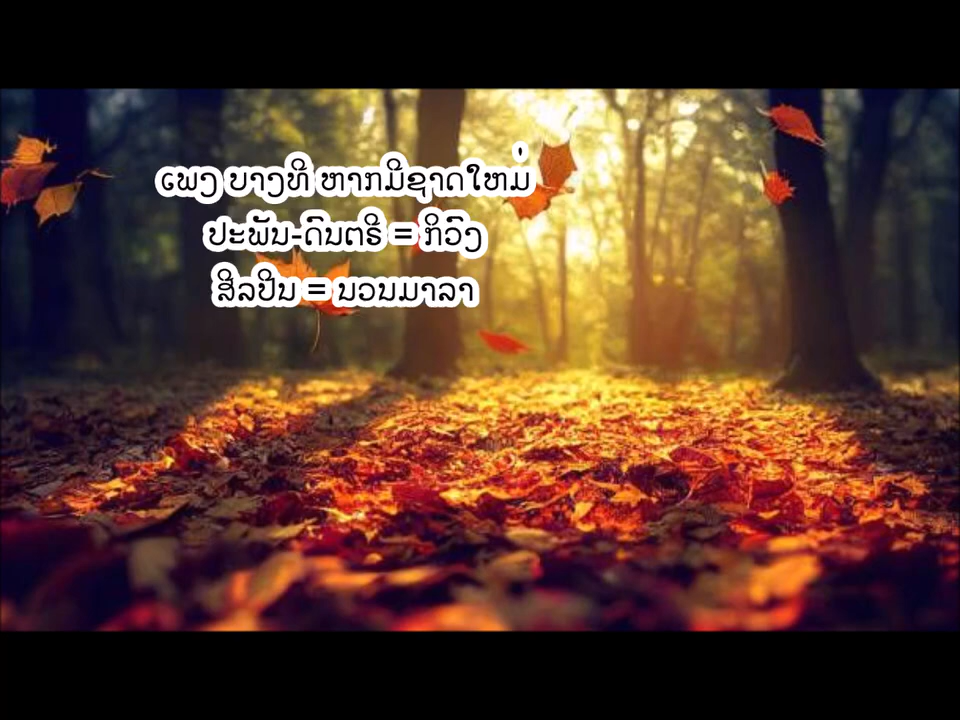 ເພງ ບາງທີ ຫາກມີຊາດໃຫມ່
ປະພັນ-ດົນຕຣີ = ກິວົງ
ສິລປິນ = ນວນມາລາ